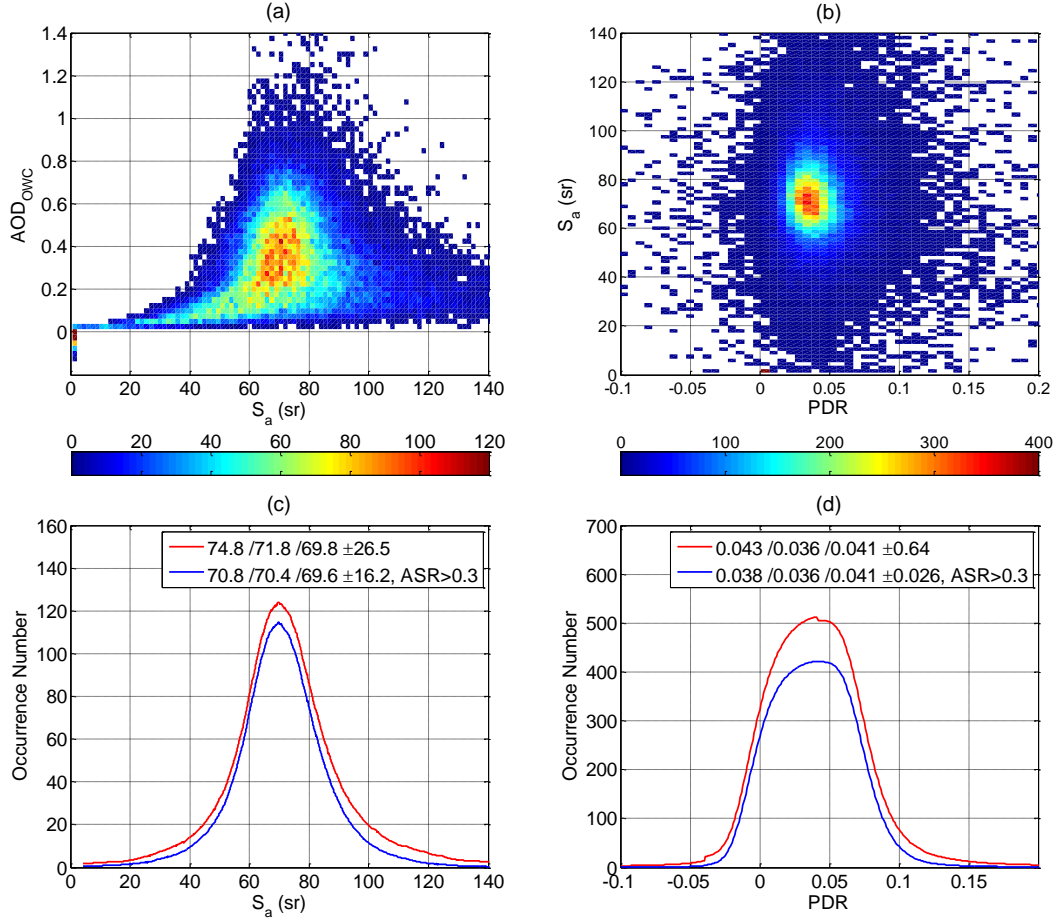 (a)
1.4
1.2
1
0.8
0.6
0.4
0.2
0
AOD_OWC
0 20 40 60 80 100 120 140
S_a (sr)
0 20 40 60 80 100 120
(b)
140
120
100
80
60
40
20
0
S_a (sr)
-0.1 -0.05 0 0.05 0.1 0.15 0.2
PDR
0 100 200 300 400
(c)
160
140
120
100
80
60
40
20
0
Occurrence Number
74.8 /71.8 /69.8 ±26.5
70.8 /70.4 /69.6 ±16.2, ASR>0.3
0 20 40 60 80 100 120 140
S_a (sr)
(d)
700
600
500
400
300
200
100
0
Occurrence Number
0.043 /0.036 /0.041 ±0.64
0.038 /0.036 /0.041 ±0.026, ASR>0.3
-0.1 -0.05 0 0.05 0.1 0.15
PDR